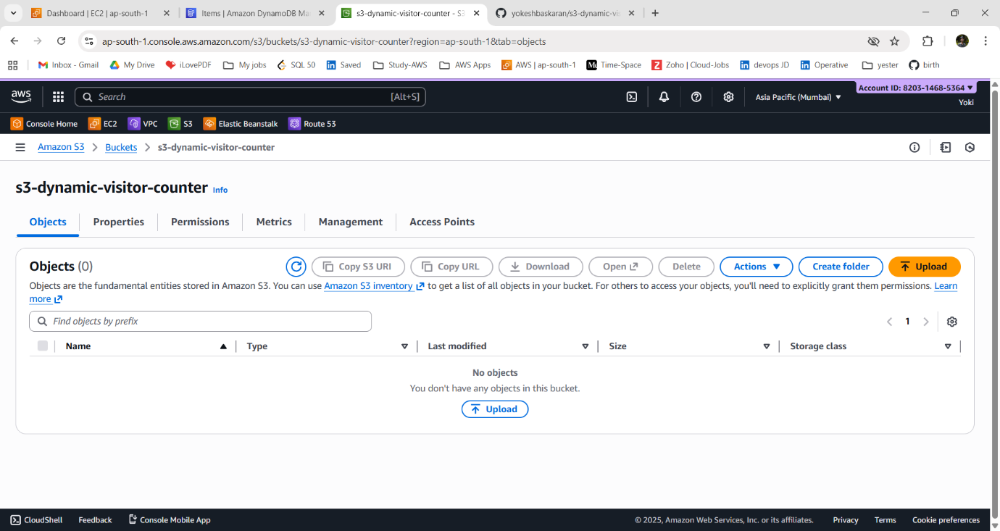 Dashboard | EC2 | ap-south-1
Items | Amazon DynamoDB Ma
s3-dynamic-visitor-counter - S3
yokeshbaskaran/s3-dynamic-vis
ap-south-1.console.aws.amazon.com/s3/buckets/s3-dynamic-visitor-counter?region=ap-south-1&tab=objects
Inbox - Gmail
My Drive
iLovePDF
My jobs
SQL 50
Saved
Study-AWS
AWS Apps
AWS | ap-south-1
Time-Space
Zoho | Cloud-Jobs
devops JD
Operative
yester
birth
aws
Search
[Alt+S]
Asia Pacific (Mumbai)
Account ID: 8203-1468-5364
Yoki
Console Home
EC2
VPC
S3
Elastic Beanstalk
Route 53
Amazon S3
Buckets
s3-dynamic-visitor-counter
s3-dynamic-visitor-counter Info
Objects
Properties
Permissions
Metrics
Management
Access Points
Objects (0)
Copy S3 URI
Copy URL
Download
Open
Delete
Actions
Create folder
Upload
Objects are the fundamental entities stored in Amazon S3. You can use Amazon S3 inventory to get a list of all objects in your bucket. For others to access your objects, you'll need to explicitly grant them permissions. Learn
more
Find objects by prefix
1
Name
Type
Last modified
Size
Storage class
No objects
You don't have any objects in this bucket.
Upload
CloudShell
Feedback
Console Mobile App
© 2025, Amazon Web Services, Inc. or its affiliates.
Privacy
Terms
Cookie preferences